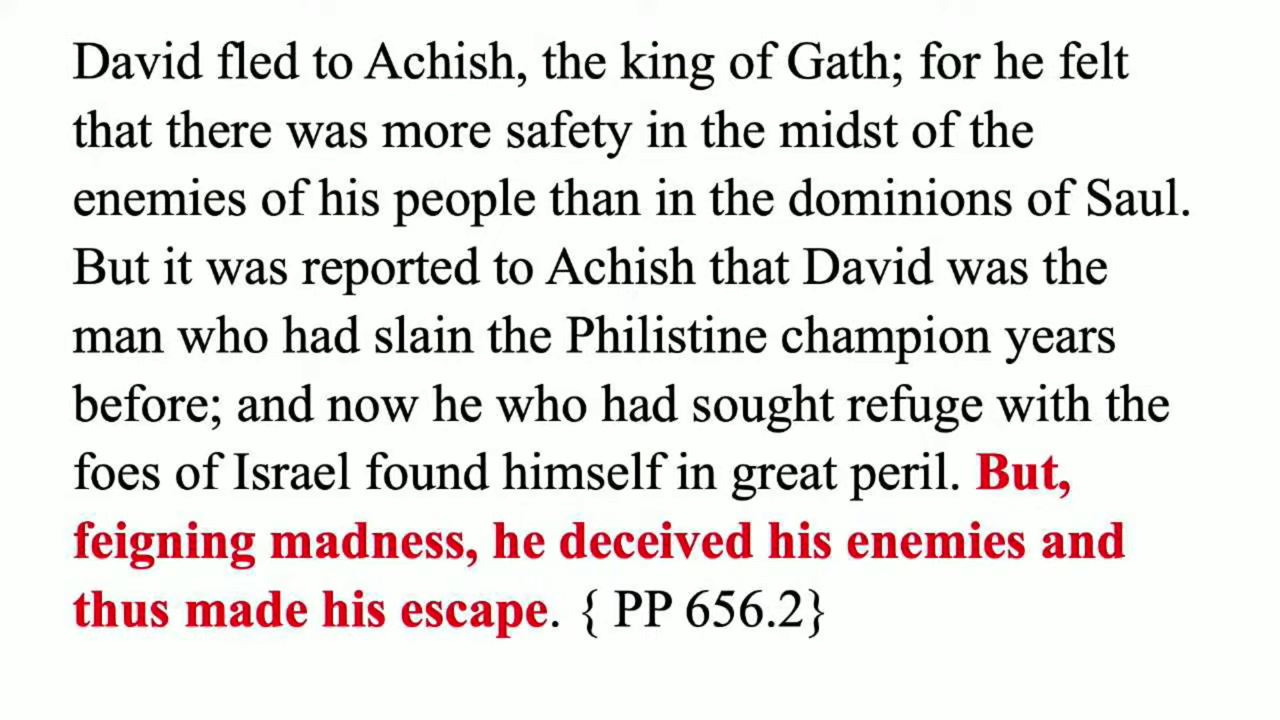 David fled to Achish, the king of Gath; for he felt
that there was more safety in the midst of the
enemies of his people than in the dominions of Saul.
But it was reported to Achish that David was the
man who had slain the Philistine champion years
before; and now he who had sought refuge with the
foes of Israel found himself in great peril. But,
feigning madness, he deceived his enemies and
thus made his escape. { PP 656.2}